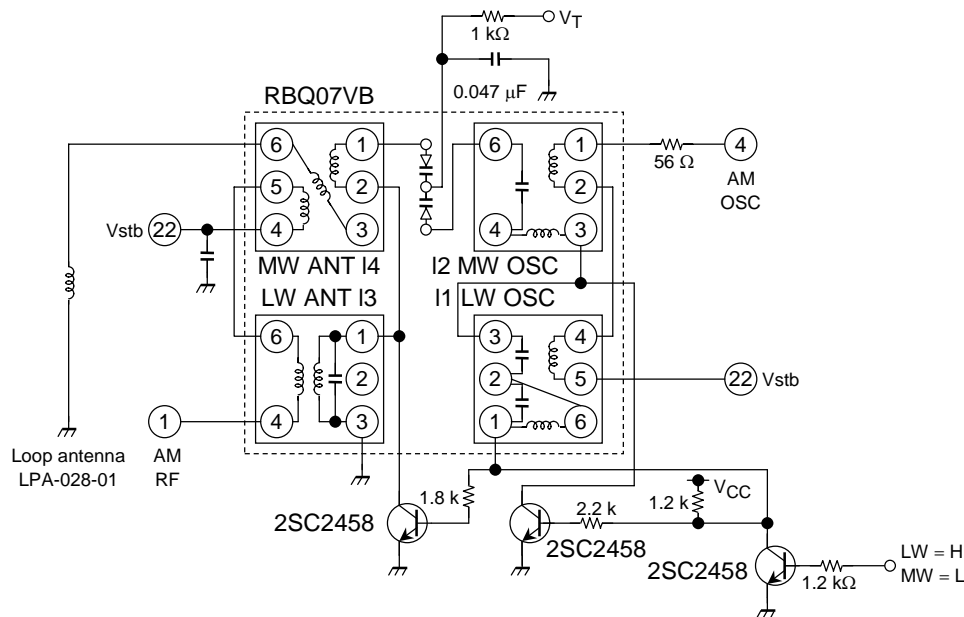 1 kΩ
VT
0.047 μF
RBQ07VB
6
1
5
2
4
3
MW ANT I4
6
1
2
4
3
I2 MW OSC
56 Ω
4
AM
OSC
Vstb 22
LW ANT I3
6
1
2
4
3
I1 LW OSC
3
4
2
5
1
6
22 Vstb
1
AM
RF
Loop antenna
LPA-028-01
1.8 k
2SC2458
2.2 k
2SC2458
VCC
1.2 k
2SC2458
1.2 kΩ
LW = H
MW = L